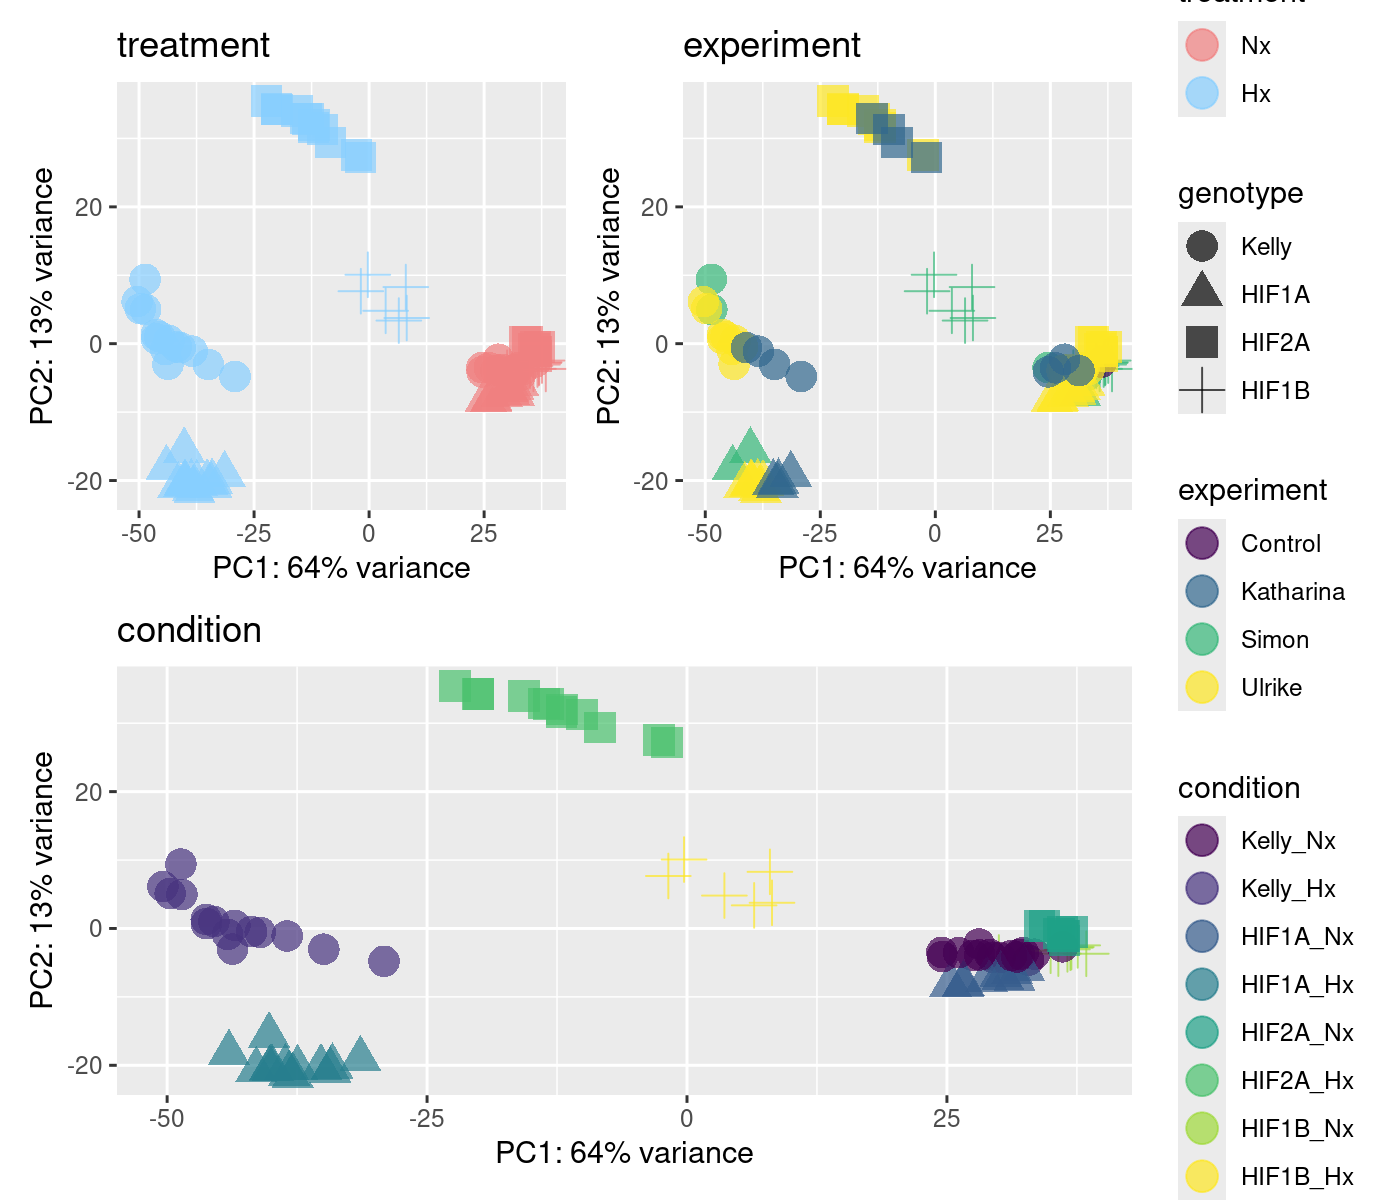 treatment
PC2: 13% variance
20
0
-20
-50
-25
0
25
PC1: 64% variance
experiment
PC2: 13% variance
20
0
-20
-50
-25
0
25
PC1: 64% variance
condition
PC2: 13% variance
20
0
-20
-50
-25
0
25
PC1: 64% variance
treatment
Nx
Hx
genotype
Kelly
HIF1A
HIF2A
HIF1B
experiment
Control
Katharina
Simon
Ulrike
condition
Kelly_Nx
Kelly_Hx
HIF1A_Nx
HIF1A_Hx
HIF2A_Nx
HIF2A_Hx
HIF1B_Nx
HIF1B_Hx